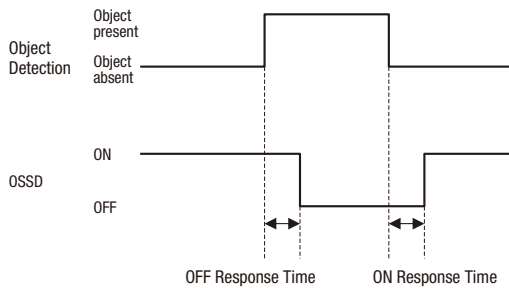 Object
present
Object
Detection
Object
absent
ON
OSSD
OFF
OFF Response Time
ON Response Time